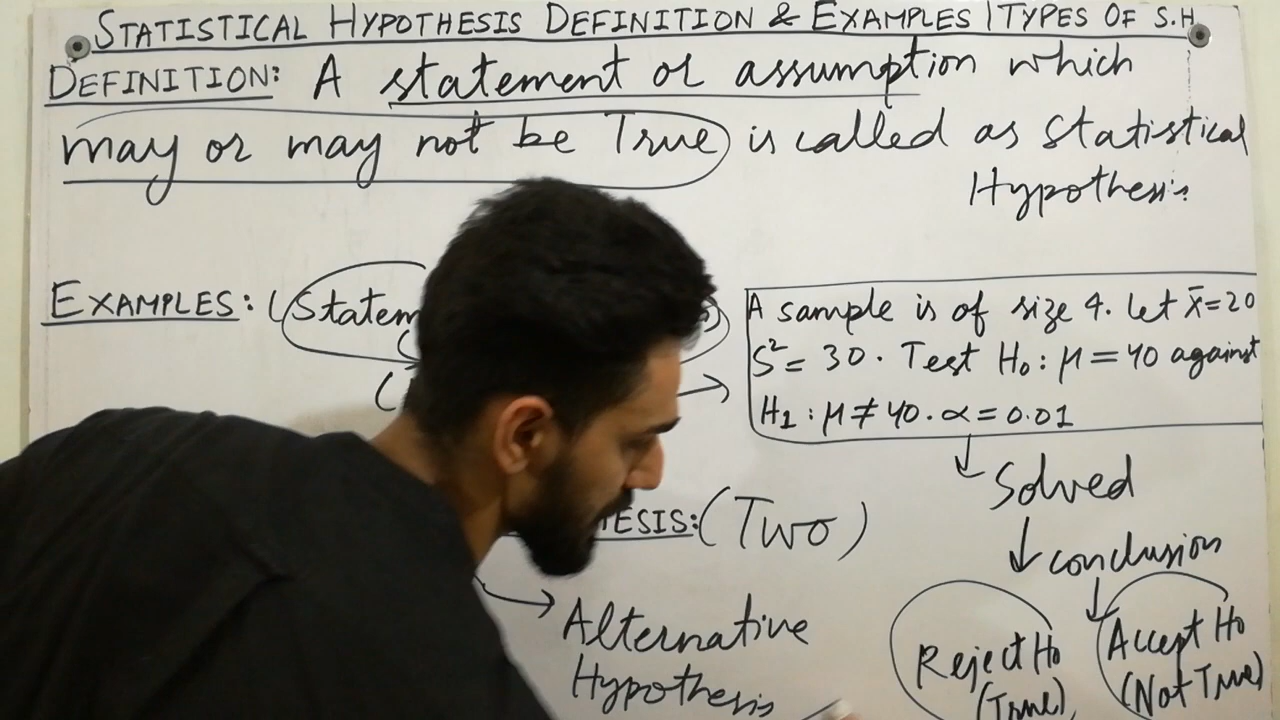 STATISTICAL HYPOTHESIS DEFINITION & EXAMPLES | TYPES OF S.H
DEFINITION: A statement or assumption which
may or may not be True is called as Statistical
Hypothesis
EXAMPLES: (Statem
A sample is of size 4. Let x̄=20
S²= 30. Test H₀: μ = 40 against
H₁: μ ≠ 40. α = 0.01
Solved
ESIS: (Two)
conclusion
Alternative
Hypothesis
Reject H₀
(True)
Accept H₀
(Not True)